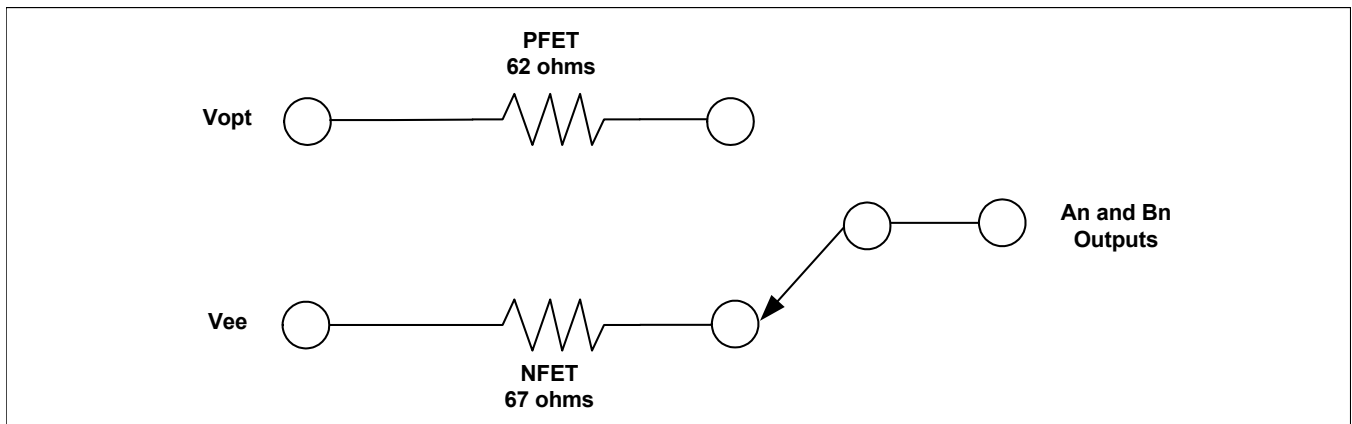 PFET
62 ohms
Vopt
An and Bn
Outputs
Vee
NFET
67 ohms